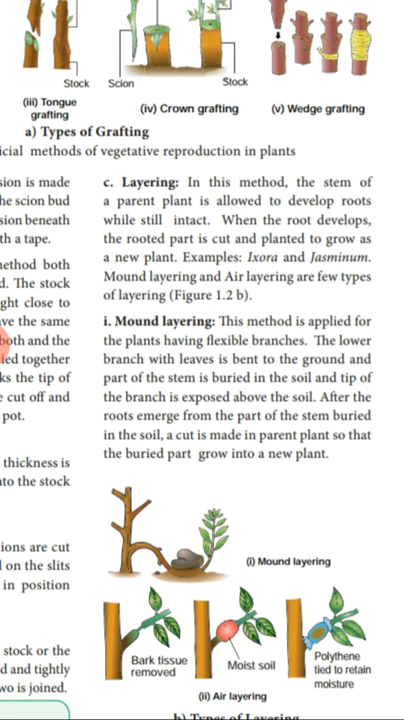 Stock
Scion
Stock
(iii) Tongue
grafting
(iv) Crown grafting
(v) Wedge grafting
a) Types of Grafting
icial methods of vegetative reproduction in plants
sion is made
he scion bud
sion beneath
th a tape.
nethod both
d. The stock
ght close to
ve the same
both and the
ied together
ks the tip of
e cut off and
pot.
thickness is
nto the stock
ions are cut
on the slits
in position
stock or the
d and tightly
wo is joined.
c. Layering: In this method, the stem of
a parent plant is allowed to develop roots
while still intact. When the root develops,
the rooted part is cut and planted to grow as
a new plant. Examples: Ixora and Jasminum.
Mound layering and Air layering are few types
of layering (Figure 1.2 b).
i. Mound layering: This method is applied for
the plants having flexible branches. The lower
branch with leaves is bent to the ground and
part of the stem is buried in the soil and tip of
the branch is exposed above the soil. After the
roots emerge from the part of the stem buried
in the soil, a cut is made in parent plant so that
the buried part grow into a new plant.
(i) Mound layering
Bark tissue
removed
Moist soil
Polythene
tied to retain
moisture
(ii) Air layering
b) Types of Layering